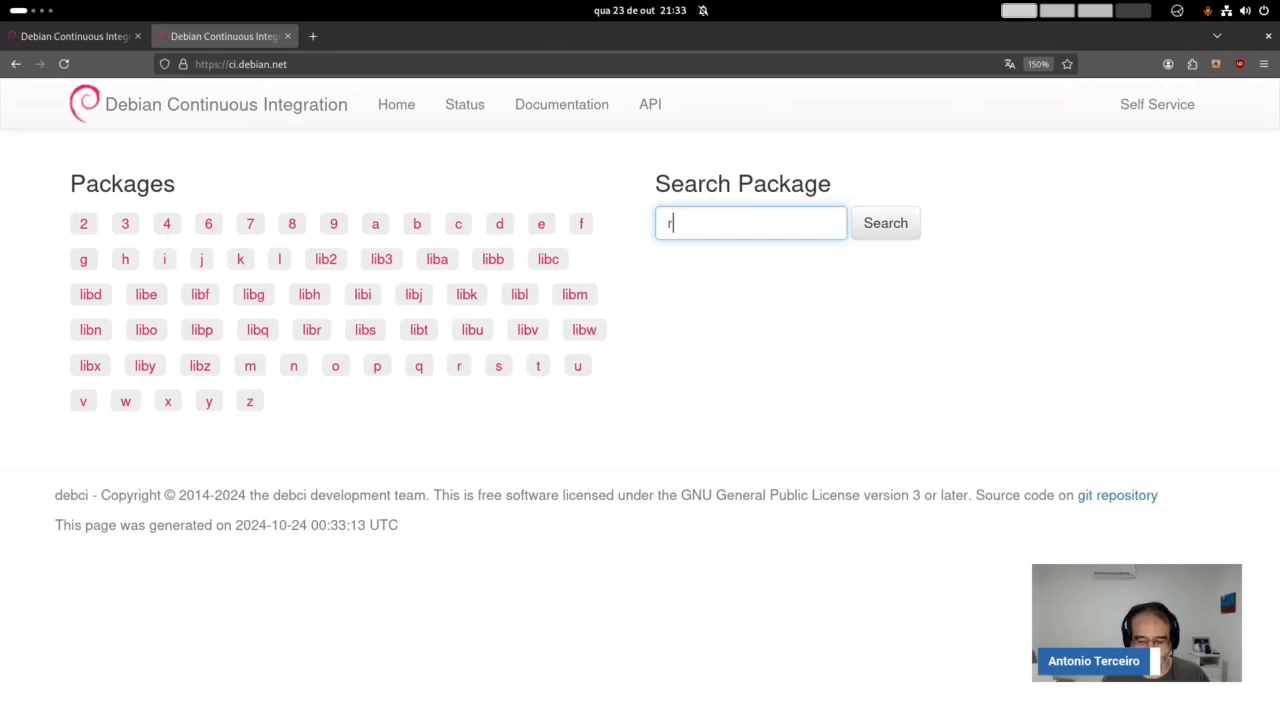 qua 23 de out 21:33
Debian Continuous Integ
Debian Continuous Integ
https://ci.debian.net
150%
Debian Continuous Integration
Home
Status
Documentation
API
Self Service
Packages
2 3 4 6 7 8 9 a b c d e f
g h i j k l lib2 lib3 liba libb libc
libd libe libf libg libh libi libj libk libl libm
libn libo libp libq libr libs libt libu libv libw
libx liby libz m n o p q r s t u
v w x y z
Search Package
r
Search
debci - Copyright © 2014-2024 the debci development team. This is free software licensed under the GNU General Public License version 3 or later. Source code on git repository
This page was generated on 2024-10-24 00:33:13 UTC
Antonio Terceiro